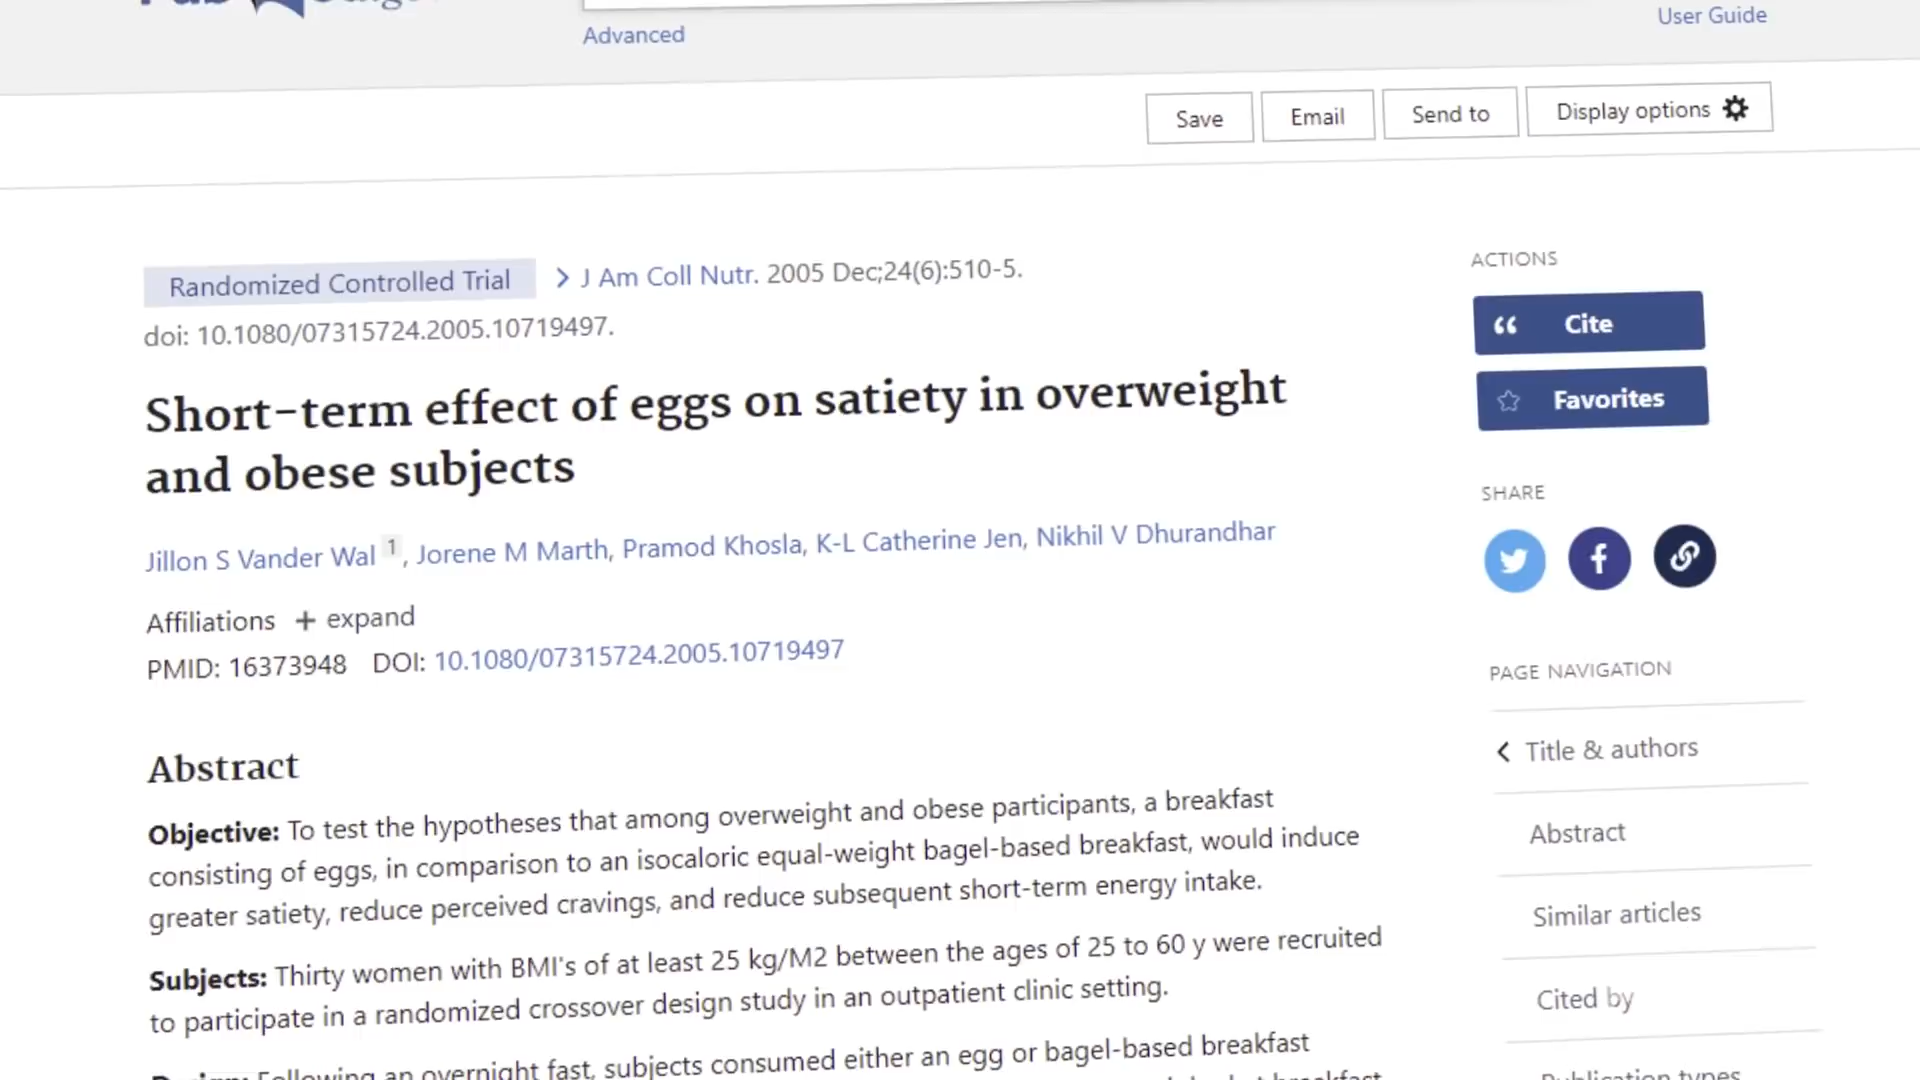 Advanced
User Guide
Save
Email
Send to
Display options
Randomized Controlled Trial
J Am Coll Nutr. 2005 Dec;24(6):510-5.
doi: 10.1080/07315724.2005.10719497.
Short-term effect of eggs on satiety in overweight
and obese subjects
Jillon S Vander Wal 1, Jorene M Marth, Pramod Khosla, K-L Catherine Jen, Nikhil V Dhurandhar
Affiliations + expand
PMID: 16373948 DOI: 10.1080/07315724.2005.10719497
Abstract
Objective: To test the hypotheses that among overweight and obese participants, a breakfast
consisting of eggs, in comparison to an isocaloric equal-weight bagel-based breakfast, would induce
greater satiety, reduce perceived cravings, and reduce subsequent short-term energy intake.
Subjects: Thirty women with BMI's of at least 25 kg/M2 between the ages of 25 to 60 y were recruited
to participate in a randomized crossover design study in an outpatient clinic setting.
Following an overnight fast, subjects consumed either an egg or bagel-based breakfast
breakfast
ACTIONS
Cite
Favorites
SHARE
PAGE NAVIGATION
Title & authors
Abstract
Similar articles
Cited by
Publication types